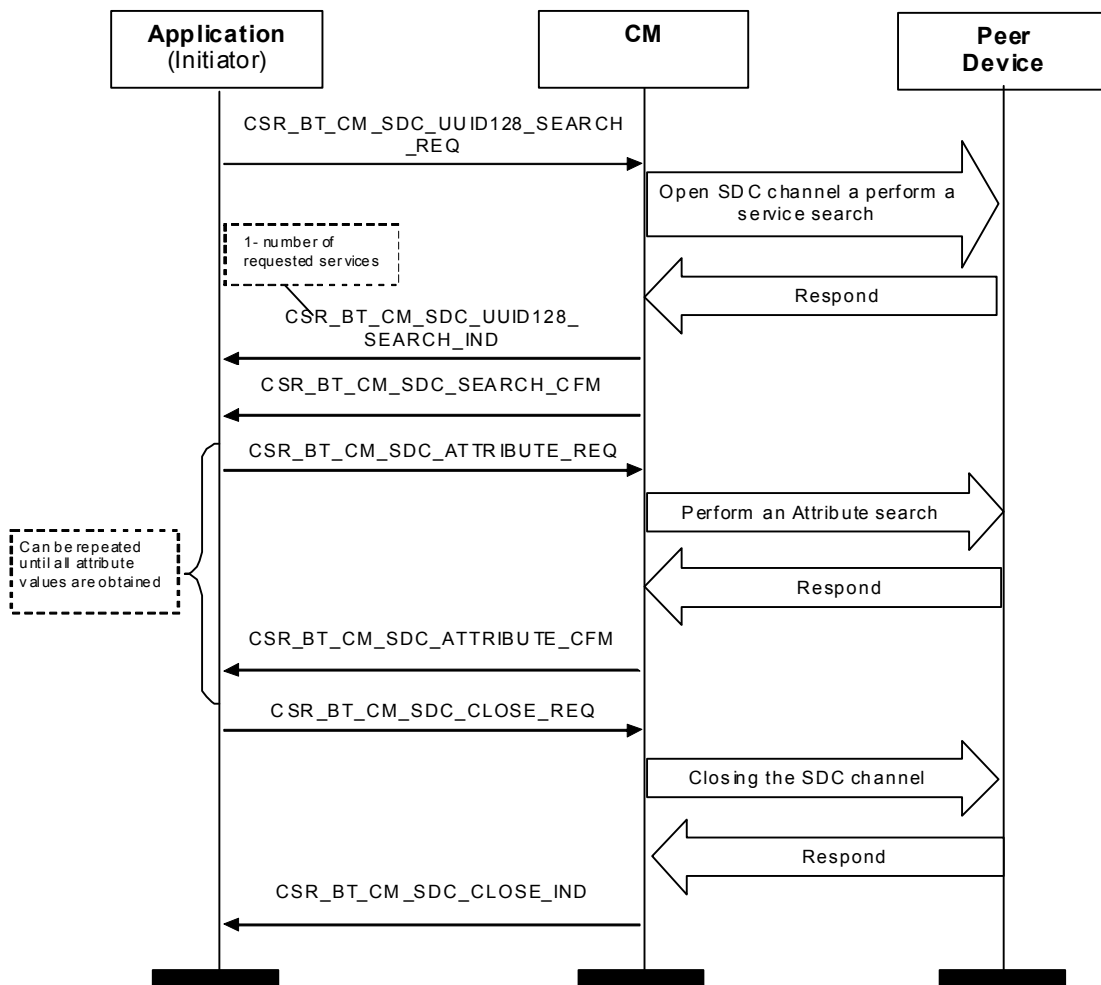 Application
(Initiator)
CM
Peer
Device
CSR_BT_CM_SDC_UUID128_SEARCH
_REQ
Open SDC channel a perform a
service search
1- number of
requested services
Respond
CSR_BT_CM_SDC_UUID128_
SEARCH_IND
CSR_BT_CM_SDC_SEARCH_CFM
CSR_BT_CM_SDC_ATTRIBUTE_REQ
Perform an Attribute search
Can be repeated
until all attribute
values are obtained
Respond
CSR_BT_CM_SDC_ATTRIBUTE_CFM
CSR_BT_CM_SDC_CLOSE_REQ
Closing the SDC channel
Respond
CSR_BT_CM_SDC_CLOSE_IND